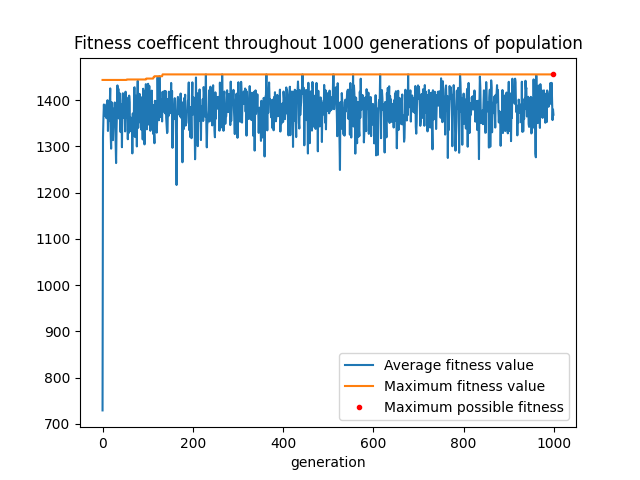 Fitness coefficent throughout 1000 generations of population
1400
1300
1200
1100
1000
900
800
700
0 200 400 600 800 1000
generation
Average fitness value
Maximum fitness value
Maximum possible fitness